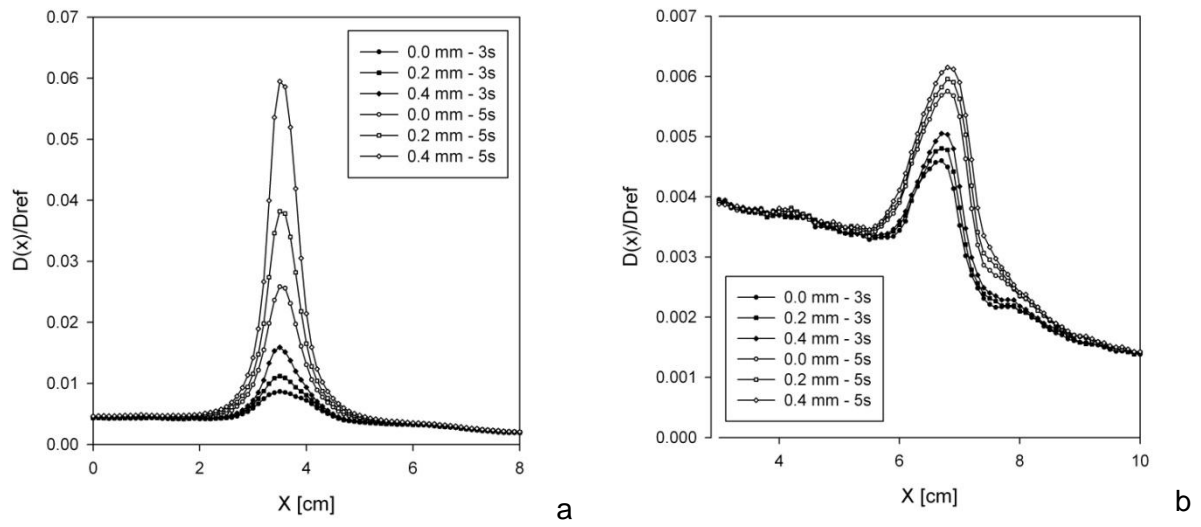 0.07
0.06
0.05
0.04
0.03
0.02
0.01
0.00
D(x)/Dref
0 2 4 6 8
X [cm]
0.0 mm - 3s
0.2 mm - 3s
0.4 mm - 3s
0.0 mm - 5s
0.2 mm - 5s
0.4 mm - 5s
a
0.007
0.006
0.005
0.004
0.003
0.002
0.001
0.000
D(x)/Dref
4 6 8 10
X [cm]
0.0 mm - 3s
0.2 mm - 3s
0.4 mm - 3s
0.0 mm - 5s
0.2 mm - 5s
0.4 mm - 5s
b